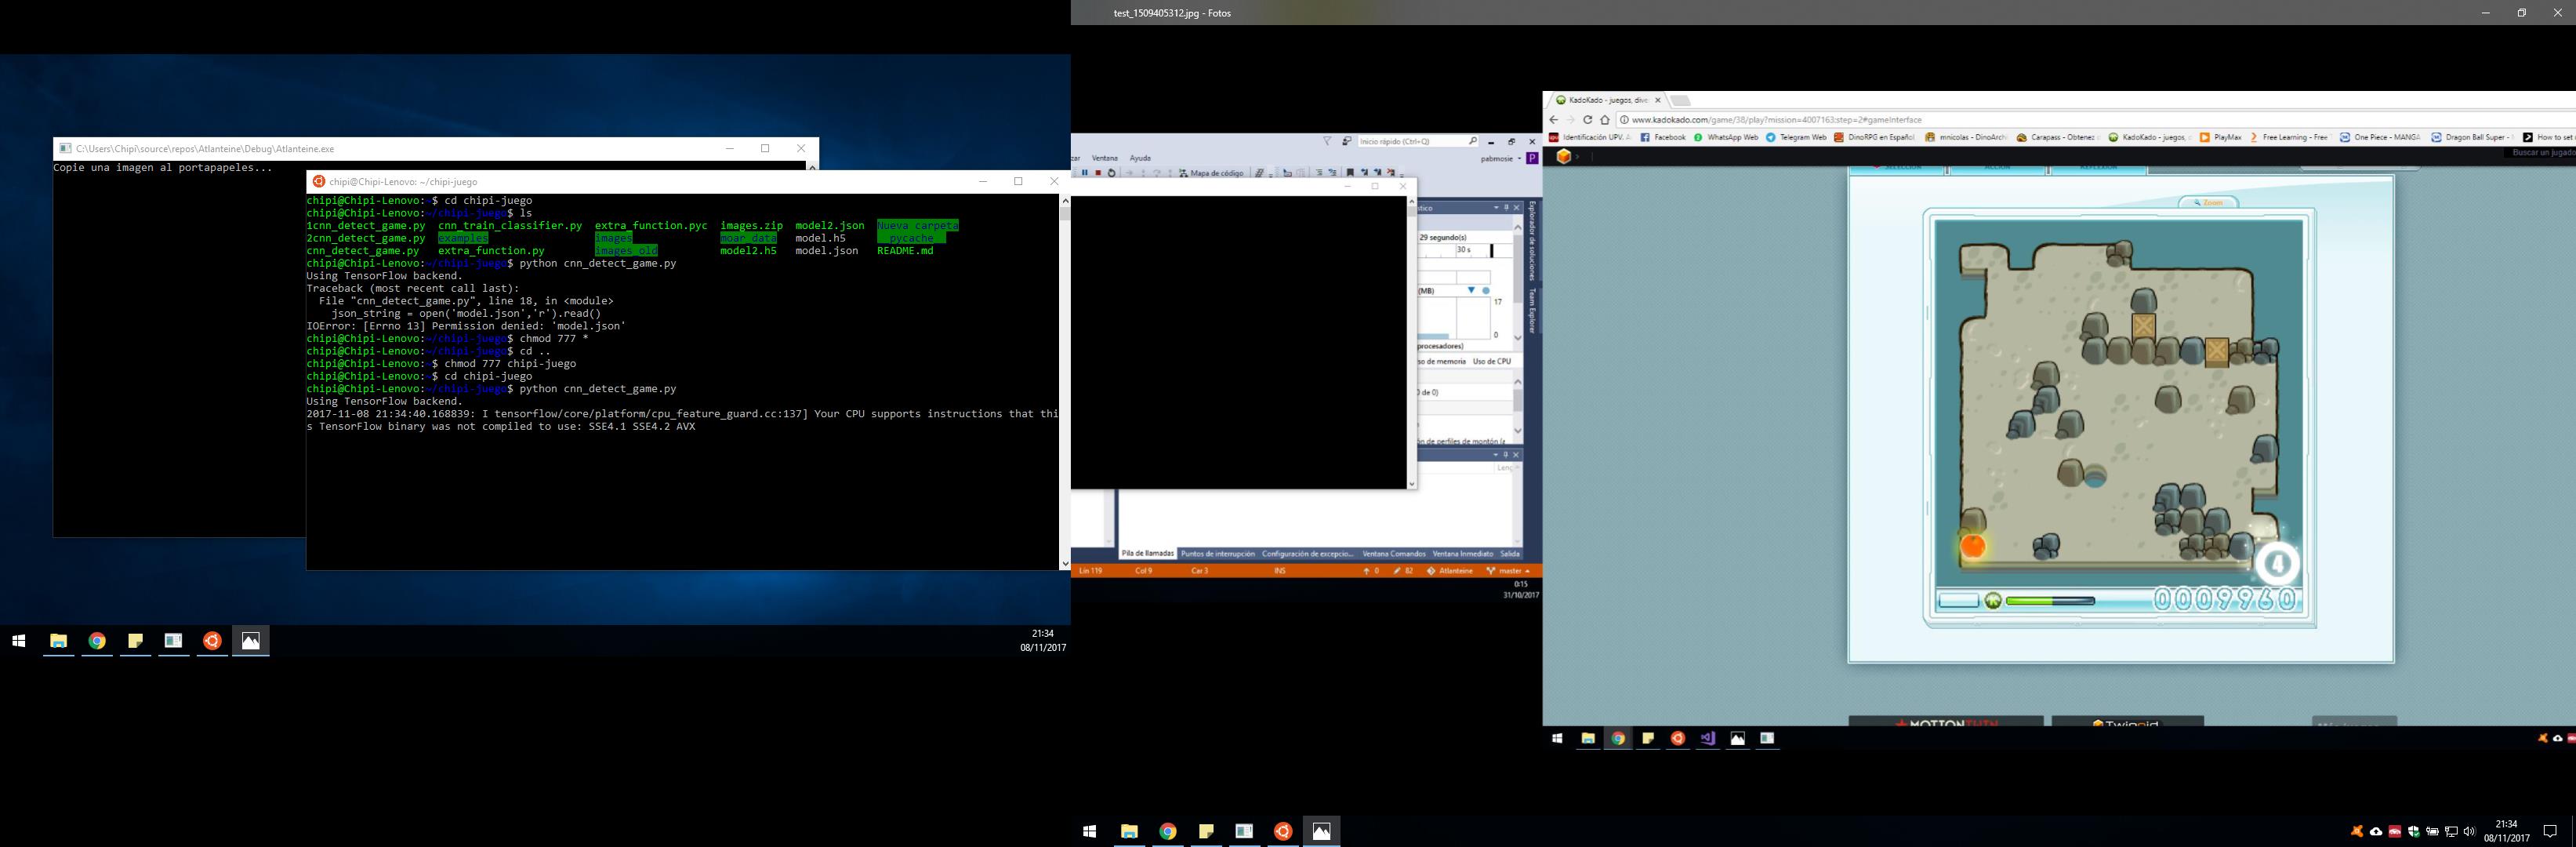 C:\Users\Chipi\source\repos\Atlanteine\Debug\Atlanteine.exe
Copie una imagen al portapapeles...
chipi@Chipi-Lenovo: ~/chipi-juego
chipi@Chipi-Lenovo:~$ cd chipi-juego
chipi@Chipi-Lenovo:~/chipi-juego$ ls
1cnn_detect_game.py cnn_train_classifier.py extra_function.pyc images.zip model2.json Nueva carpeta
2cnn_detect_game.py examples images moar_data model.h5 __pycache__
cnn_detect_game.py extra_function.py images_old model2.h5 model.json README.md
chipi@Chipi-Lenovo:~/chipi-juego$ python cnn_detect_game.py
Using TensorFlow backend.
Traceback (most recent call last):
File "cnn_detect_game.py", line 18, in <module>
json_string = open('model.json','r').read()
IOError: [Errno 13] Permission denied: 'model.json'
chipi@Chipi-Lenovo:~/chipi-juego$ chmod 777 *
chipi@Chipi-Lenovo:~/chipi-juego$ cd ..
chipi@Chipi-Lenovo:~$ chmod 777 chipi-juego
chipi@Chipi-Lenovo:~$ cd chipi-juego
chipi@Chipi-Lenovo:~/chipi-juego$ python cnn_detect_game.py
Using TensorFlow backend.
2017-11-08 21:34:40.168839: I tensorflow/core/platform/cpu_feature_guard.cc:137] Your CPU supports instructions that thi
s TensorFlow binary was not compiled to use: SSE4.1 SSE4.2 AVX
21:34
08/11/2017
test_1509405312.jpg - Fotos
Inicio rápido (Ctrl+Q)
Ventana Ayuda
pabmosie
P
Mapa de código
29 segundo(s)
30 s
(MB)
17
0
procesadores)
so de memoria Uso de CPU
0 de 0)
ón de perfiles de montón (a
Explorador de soluciones
Team Explorer
Leng
Pila de llamadas Puntos de interrupción Configuración de excepcio... Ventana Comandos Ventana Inmediato Salida
Lín 119 Col 9 Car 3 INS 0 82 Atlanteine master
0:15
31/10/2017
KadoKado - juegos, dive
www.kadokado.com/game/38/play?mission=4007163;step=2#gameInterface
Identificación UPV. Facebook WhatsApp Web Telegram Web DinoRPG en Español mnicolas - DinoArch Carapass - Obtenez KadoKado - juegos, PlayMax Free Learning - Free One Piece - MANGA Dragon Ball Super - How to set
Buscar un jugado
Zoom
4
0009960
MOTIONTWIN
Twinoid
21:34
08/11/2017